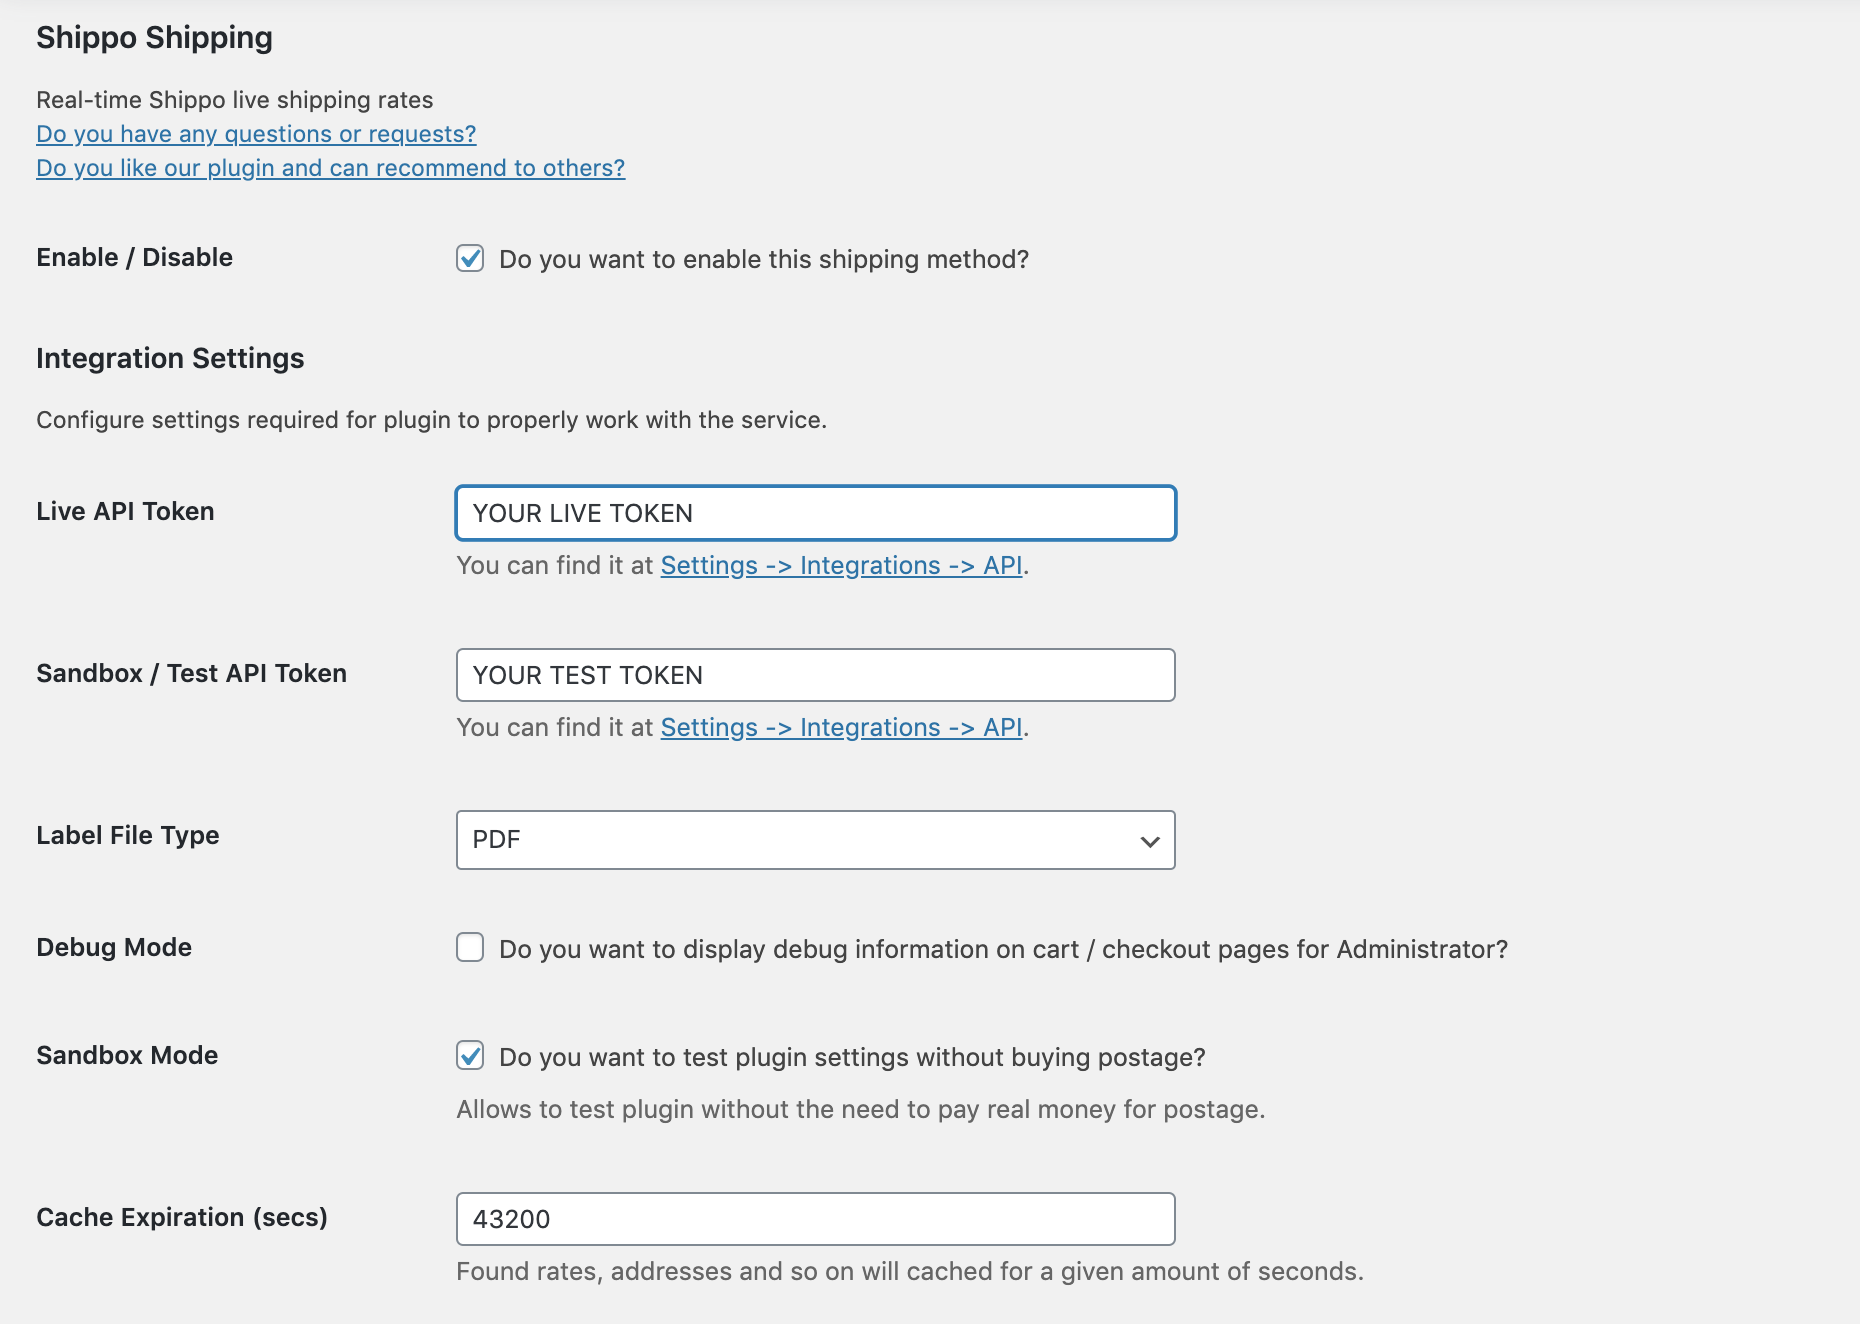 Shippo Shipping
Real-time Shippo live shipping rates
Do you have any questions or requests?
Do you like our plugin and can recommend to others?
Enable / Disable
Do you want to enable this shipping method?
Integration Settings
Configure settings required for plugin to properly work with the service.
Live API Token
YOUR LIVE TOKEN
You can find it at Settings -> Integrations -> API.
Sandbox / Test API Token
YOUR TEST TOKEN
You can find it at Settings -> Integrations -> API.
Label File Type
PDF
Debug Mode
Do you want to display debug information on cart / checkout pages for Administrator?
Sandbox Mode
Do you want to test plugin settings without buying postage?
Allows to test plugin without the need to pay real money for postage.
Cache Expiration (secs)
43200
Found rates, addresses and so on will cached for a given amount of seconds.